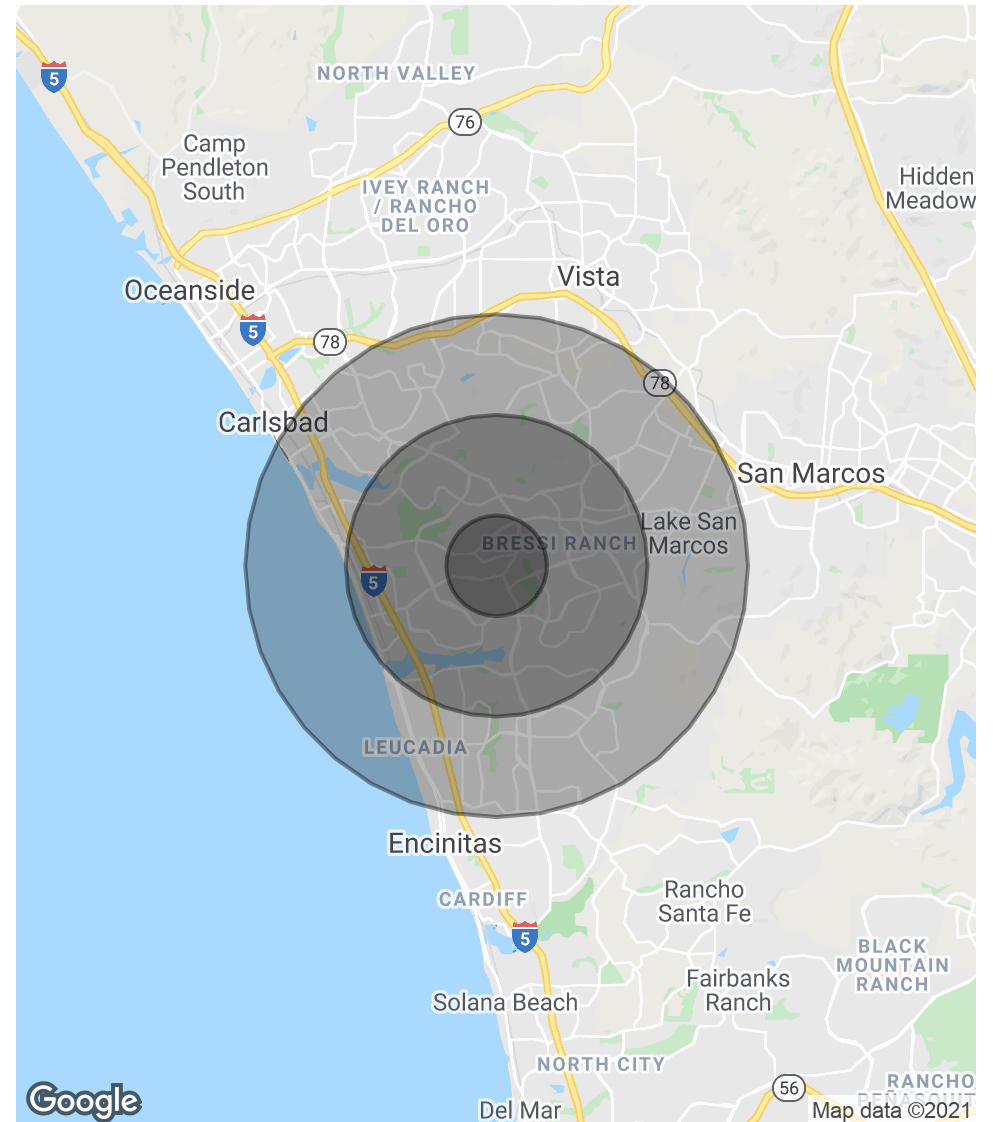 5
NORTH VALLEY
76
Camp
Pendleton
South
Hidden
Meadow
IVEY RANCH
/ RANCHO
DEL ORO
Vista
Oceanside
5
78
78
Carlsbad
San Marcos
Lake San
Marcos
BRESSI RANCH
5
LEUCADIA
Encinitas
CARDIFF
Rancho
Santa Fe
5
BLACK
MOUNTAIN
RANCH
Fairbanks
Ranch
Solana Beach
NORTH CITY
56
RANCHO
PEÑASQUIT
Google
Del Mar
Map data ©2021